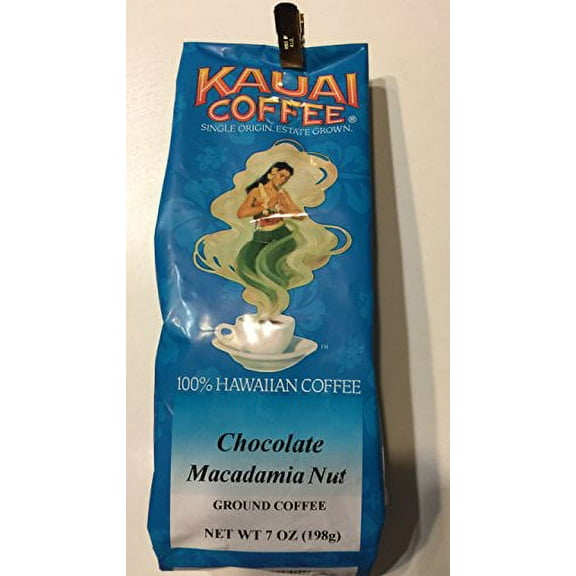 KAUAI
COFFEE®
SINGLE ORIGIN. ESTATE GROWN.
TM
100% HAWAIIAN COFFEE
Chocolate
Macadamia Nut
GROUND COFFEE
NET WT 7 OZ (198g)